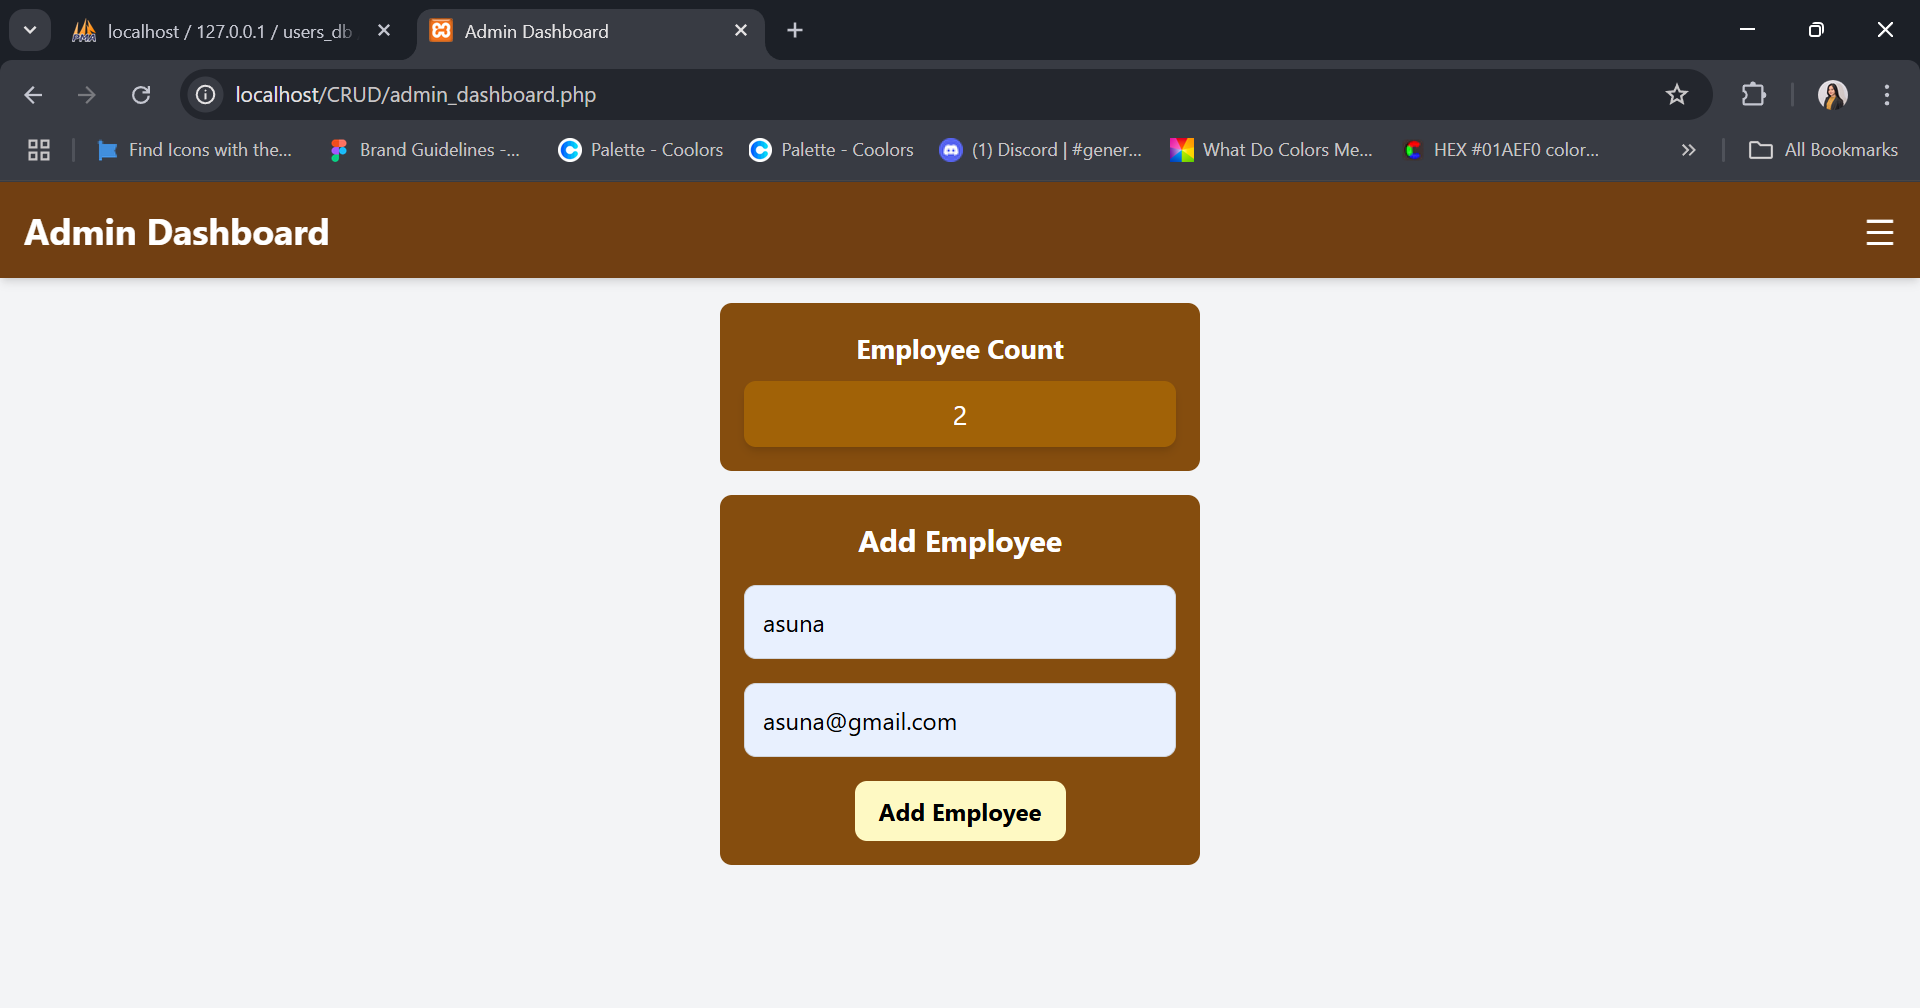 localhost / 127.0.0.1 / users_db
Admin Dashboard
localhost/CRUD/admin_dashboard.php
Find Icons with the...
Brand Guidelines -...
Palette - Coolors
Palette - Coolors
(1) Discord | #gener...
What Do Colors Me...
HEX #01AEF0 color...
All Bookmarks
Admin Dashboard
Employee Count
2
Add Employee
asuna
asuna@gmail.com
Add Employee